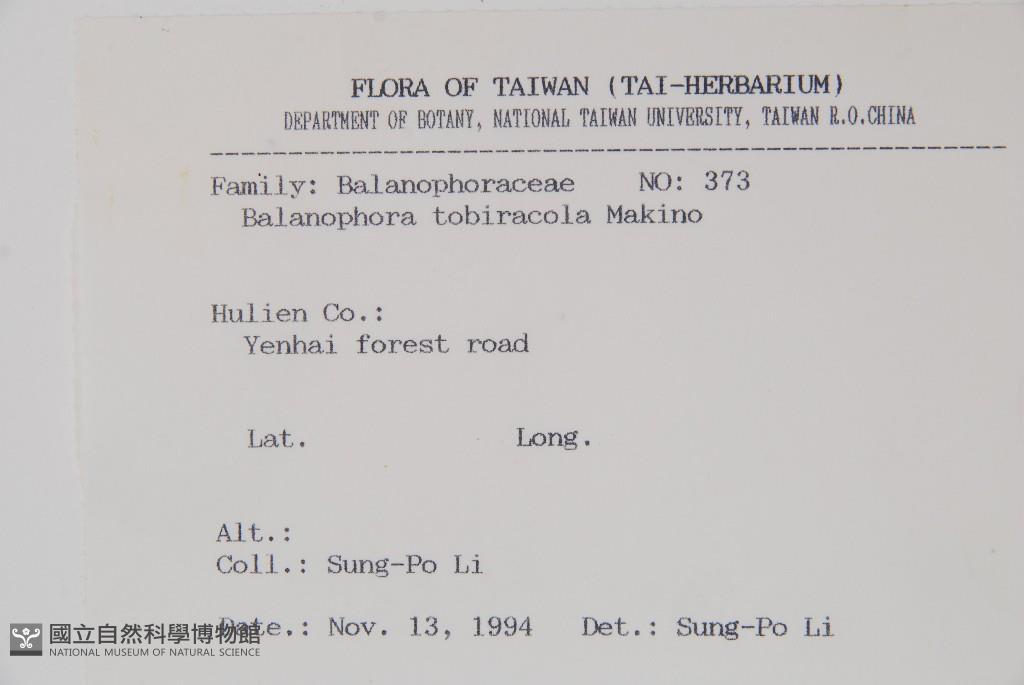 FLORA OF TAIWAN (TAI-HERBARIUM)
DEPARTMENT OF BOTANY, NATIONAL TAIWAN UNIVERSITY, TAIWAN R.O.CHINA
Family: Balanophoraceae NO: 373
Balanophora tobiracola Makino
Hulien Co.:
Yenhai forest road
Lat. Long.
Alt.:
Coll.: Sung-Po Li
Date.: Nov. 13, 1994 Det.: Sung-Po Li
國立自然科學博物館
NATIONAL MUSEUM OF NATURAL SCIENCE